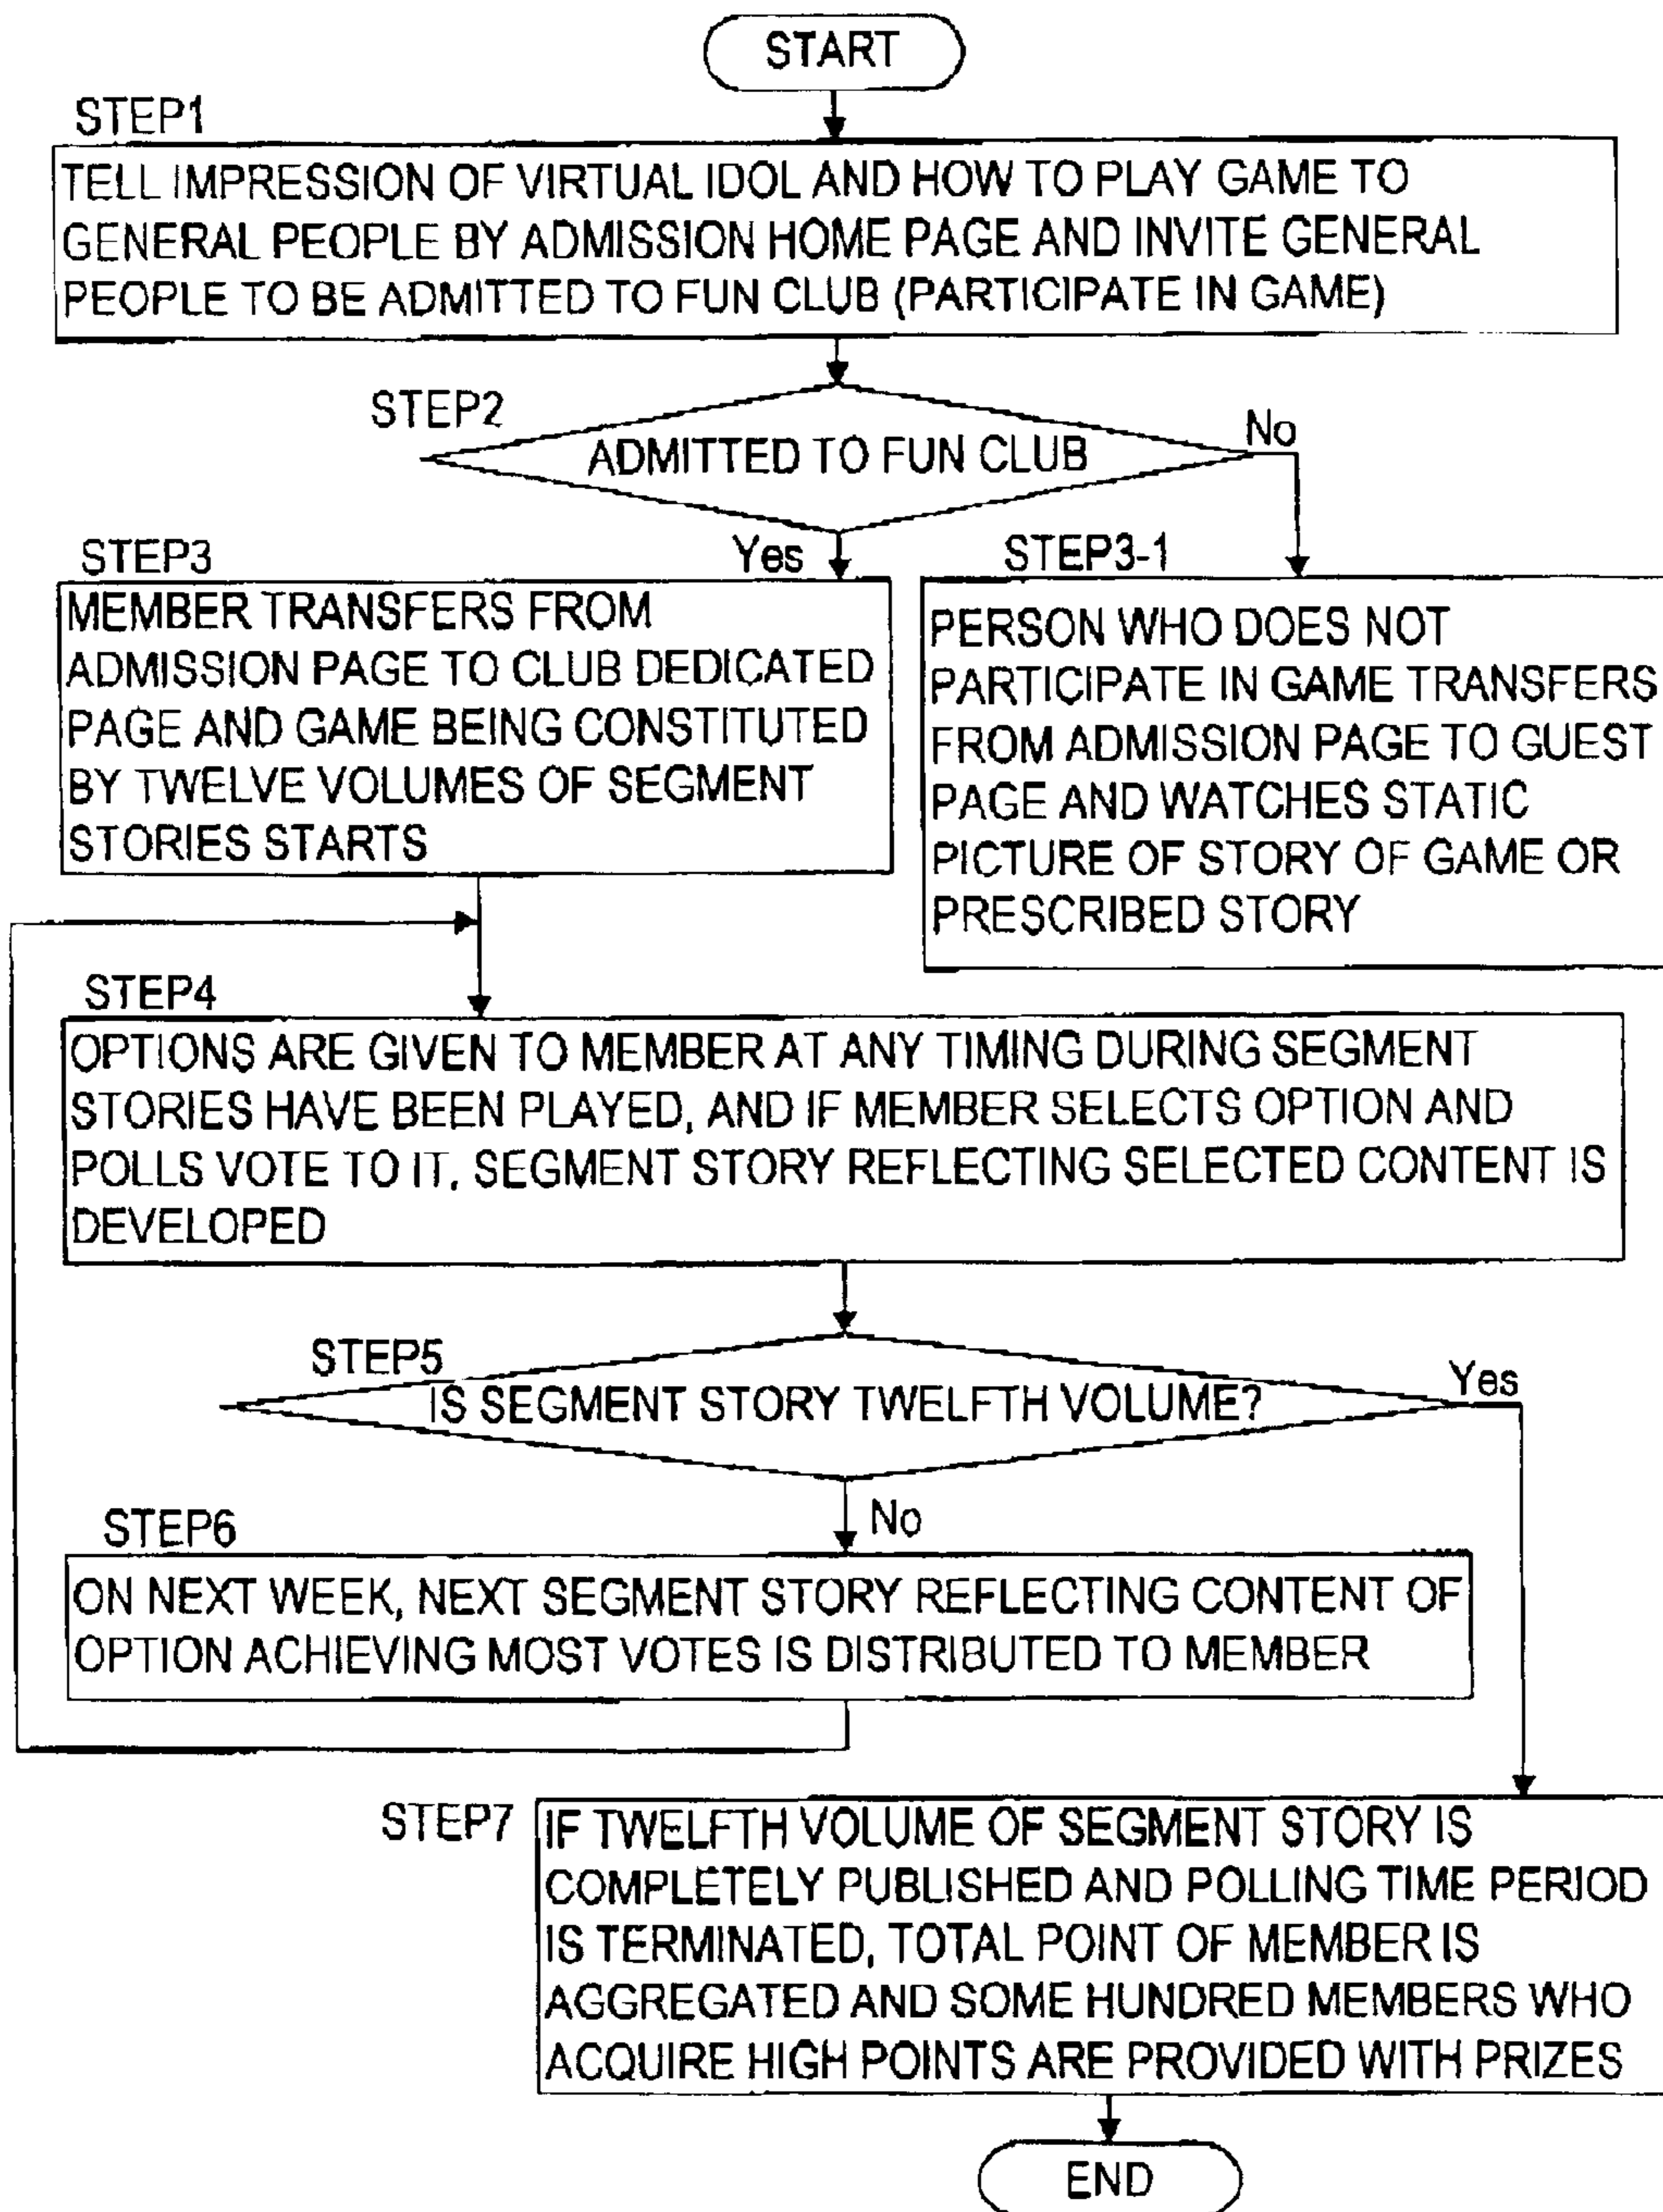 START
STEP1
TELL IMPRESSION OF VIRTUAL IDOL AND HOW TO PLAY GAME TO
GENERAL PEOPLE BY ADMISSION HOME PAGE AND INVITE GENERAL
PEOPLE TO BE ADMITTED TO FUN CLUB (PARTICIPATE IN GAME)
STEP2
ADMITTED TO FUN CLUB
No
Yes
STEP3
MEMBER TRANSFERS FROM
ADMISSION PAGE TO CLUB DEDICATED
PAGE AND GAME BEING CONSTITUTED
BY TWELVE VOLUMES OF SEGMENT
STORIES STARTS
STEP3-1
PERSON WHO DOES NOT
PARTICIPATE IN GAME TRANSFERS
FROM ADMISSION PAGE TO GUEST
PAGE AND WATCHES STATIC
PICTURE OF STORY OF GAME OR
PRESCRIBED STORY
STEP4
OPTIONS ARE GIVEN TO MEMBER AT ANY TIMING DURING SEGMENT
STORIES HAVE BEEN PLAYED, AND IF MEMBER SELECTS OPTION AND
POLLS VOTE TO IT, SEGMENT STORY REFLECTING SELECTED CONTENT IS
DEVELOPED
STEP5
IS SEGMENT STORY TWELFTH VOLUME?
Yes
No
STEP6
ON NEXT WEEK, NEXT SEGMENT STORY REFLECTING CONTENT OF
OPTION ACHIEVING MOST VOTES IS DISTRIBUTED TO MEMBER
STEP7
IF TWELFTH VOLUME OF SEGMENT STORY IS
COMPLETELY PUBLISHED AND POLLING TIME PERIOD
IS TERMINATED, TOTAL POINT OF MEMBER IS
AGGREGATED AND SOME HUNDRED MEMBERS WHO
ACQUIRE HIGH POINTS ARE PROVIDED WITH PRIZES
END